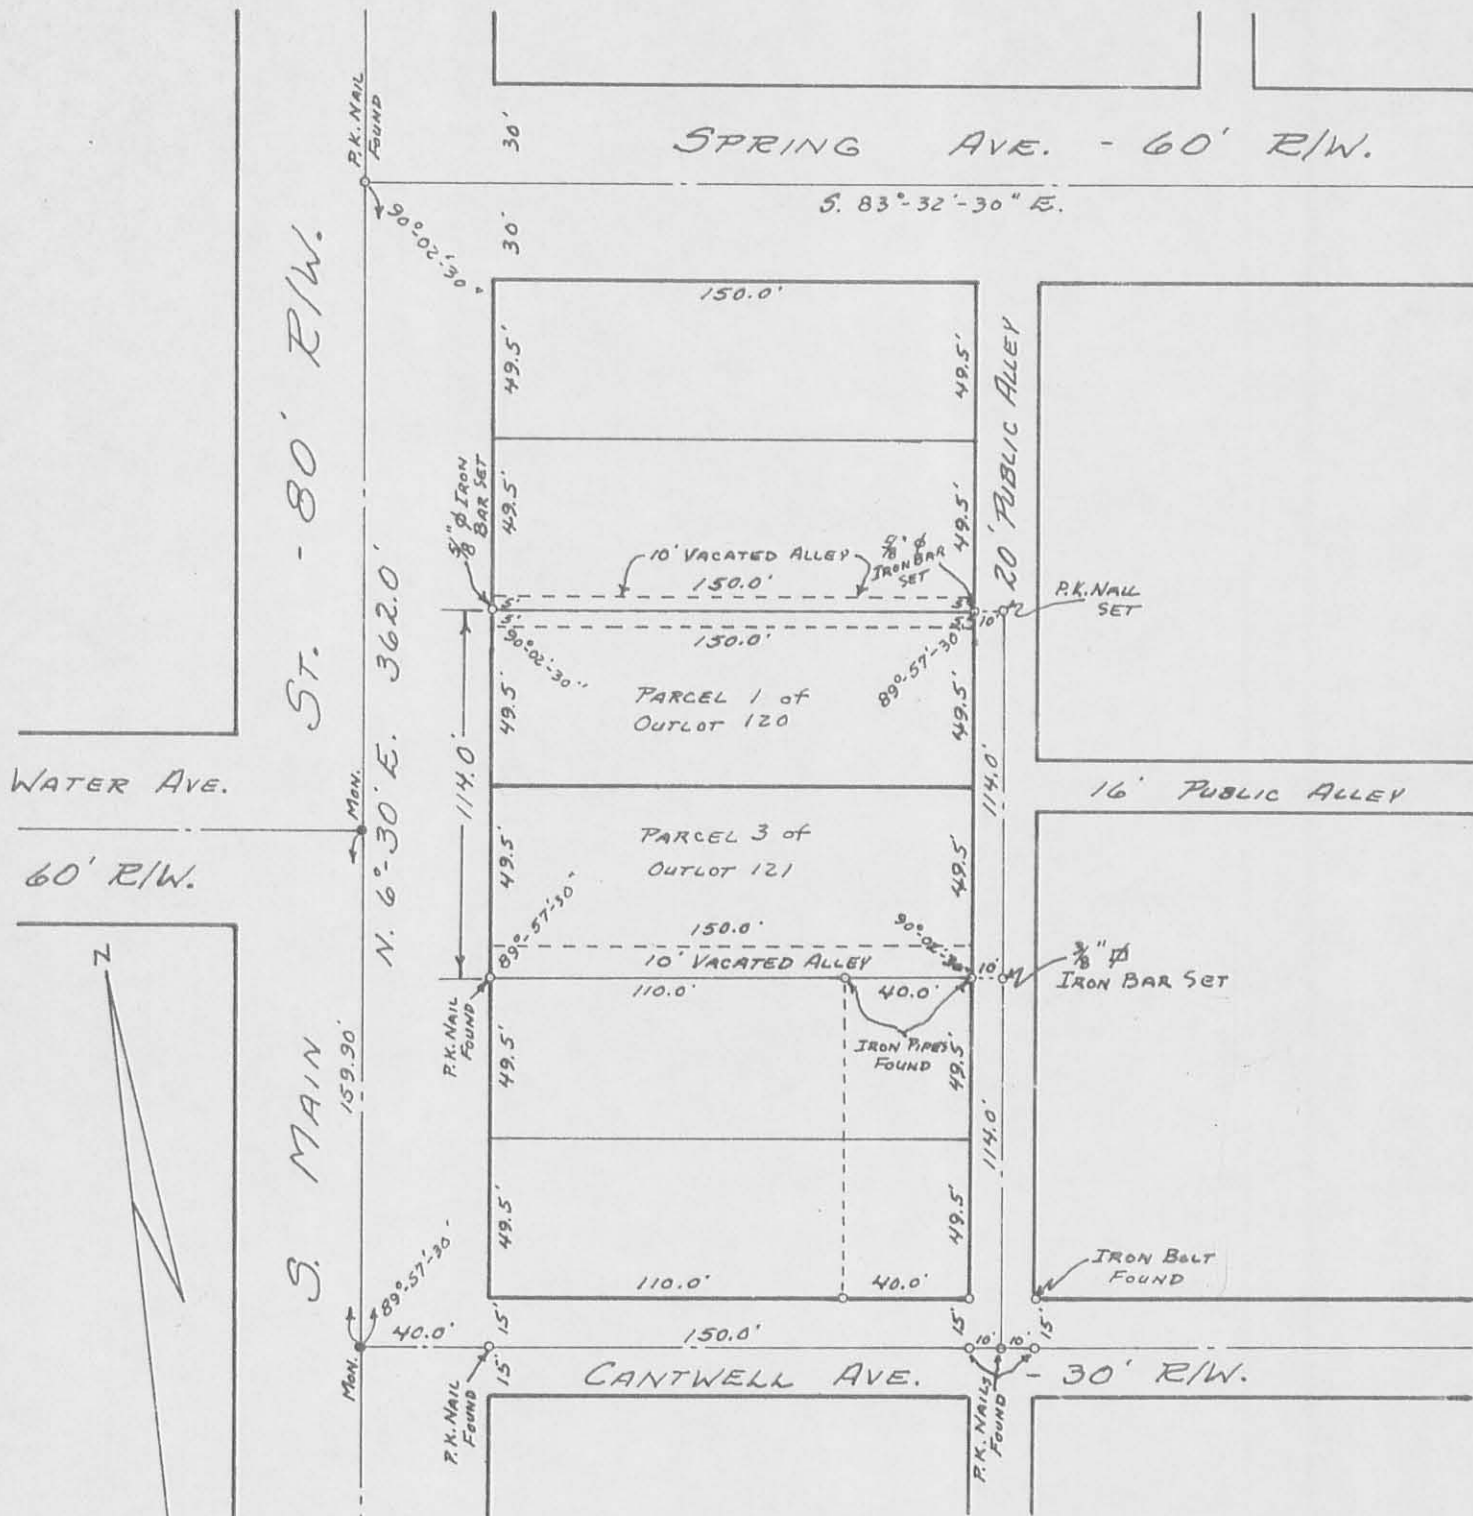 P.K. NAIL
FOUND
30'
SPRING AVE. - 60' R/W.
S. 83°-32'-30" E.
90°-02'-30"
30'
150.0'
49.5'
49.5'
20' PUBLIC ALLEY
5/8" ø IRON
BAR SET
49.5'
49.5'
10' VACATED ALLEY
5/8" ø
IRON BAR
SET
150.0'
P.K. NAIL
SET
5'
5'
5'
5'
10'
150.0'
90°-02'-30"
89°-57'-30"
PARCEL 1 of
OUTLOT 120
49.5'
49.5'
114.0'
114.0'
S. MAIN ST. - 80' R/W.
N. 6°-30' E. 362.0'
WATER AVE.
60' R/W.
MON.
16' PUBLIC ALLEY
PARCEL 3 of
OUTLOT 121
49.5'
49.5'
89°-57'-30"
150.0'
90°-02'-30"
10' VACATED ALLEY
10'
5/8" ø
IRON BAR SET
110.0'
40.0'
P.K. NAIL
FOUND
IRON PIPES
FOUND
49.5'
49.5'
N
159.90'
114.0'
49.5'
49.5'
110.0'
40.0'
IRON BOLT
FOUND
89°-57'-30"
MON.
40.0'
15'
15'
150.0'
15'
10'
10'
15'
CANTWELL AVE. - 30' R/W.
P.K. NAIL
FOUND
P.K. NAILS
FOUND